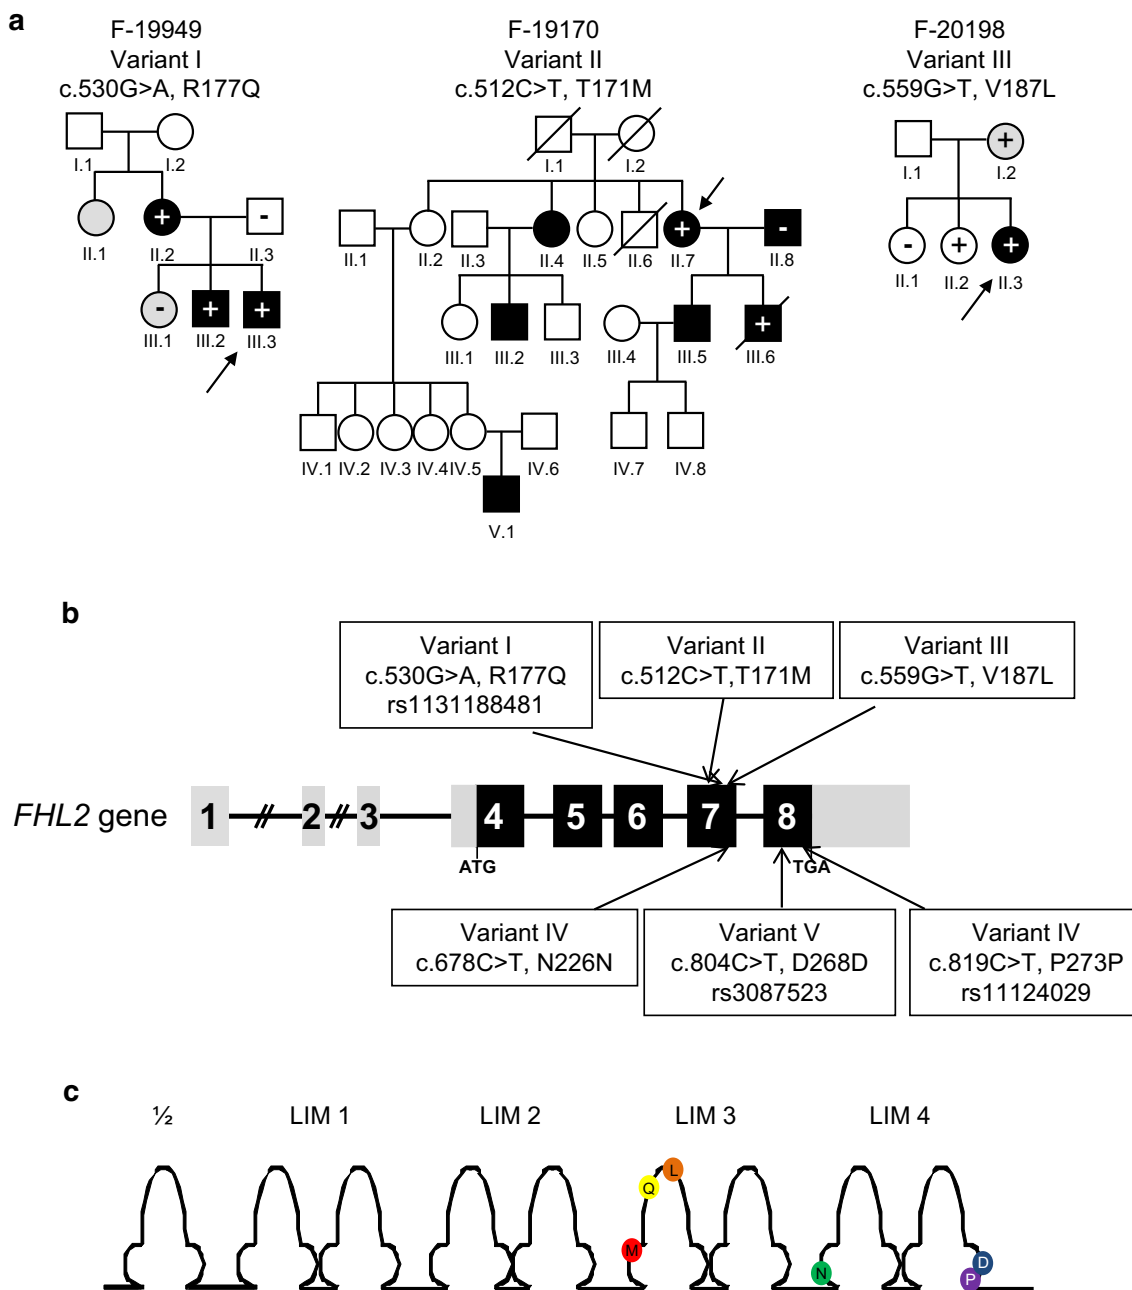 a
F-19949
Variant I
c.530G>A, R177Q
F-19170
Variant II
c.512C>T, T171M
F-20198
Variant III
c.559G>T, V187L
I.1 I.2
+ -
II.1 II.2 II.3
- + +
III.1 III.2 III.3
I.1 I.2
+ -
II.1 II.2 II.3 II.4 II.5 II.6 II.7 II.8
+
III.1 III.2 III.3 III.4 III.5 III.6
IV.1 IV.2 IV.3 IV.4 IV.5 IV.6 IV.7 IV.8
V.1
+
I.1 I.2
- + +
II.1 II.2 II.3
b
Variant I
c.530G>A, R177Q
rs1131188481
Variant II
c.512C>T,T171M
Variant III
c.559G>T, V187L
FHL2 gene 1 // 2 // 3 4 5 6 7 8
ATG TGA
Variant IV
c.678C>T, N226N
Variant V
c.804C>T, D268D
rs3087523
Variant IV
c.819C>T, P273P
rs11124029
c
½ LIM 1 LIM 2 LIM 3 LIM 4
L
Q
M
D
N
P